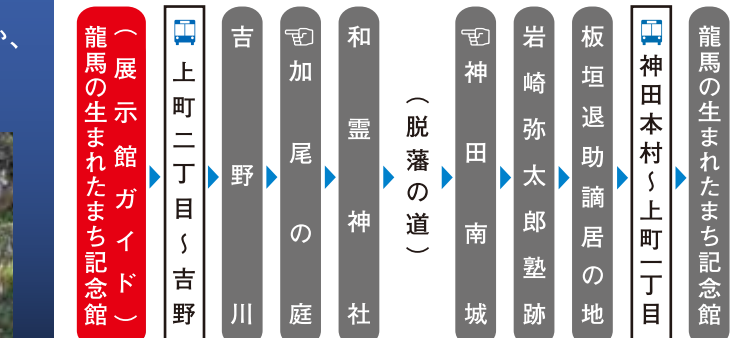 （展示館ガイド）
龍馬の生まれたまち記念館
上町二丁目～吉野
吉野川
加尾の庭
和霊神社
（脱藩の道）
神田南城
岩崎弥太郎塾跡
板垣退助謫居の地
神田本村～上町一丁目
龍馬の生まれたまち記念館